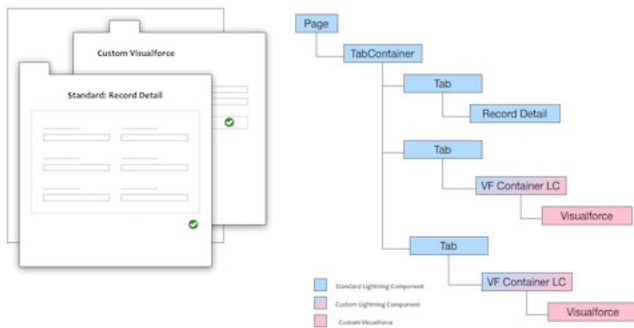 Custom Visualforce
Standard: Record Detail
Page
TabContainer
Tab
Record Detail
Tab
VF Container LC
Visualforce
Tab
VF Container LC
Visualforce
Standard Lightning Component
Custom Lightning Component
Custom Visualforce